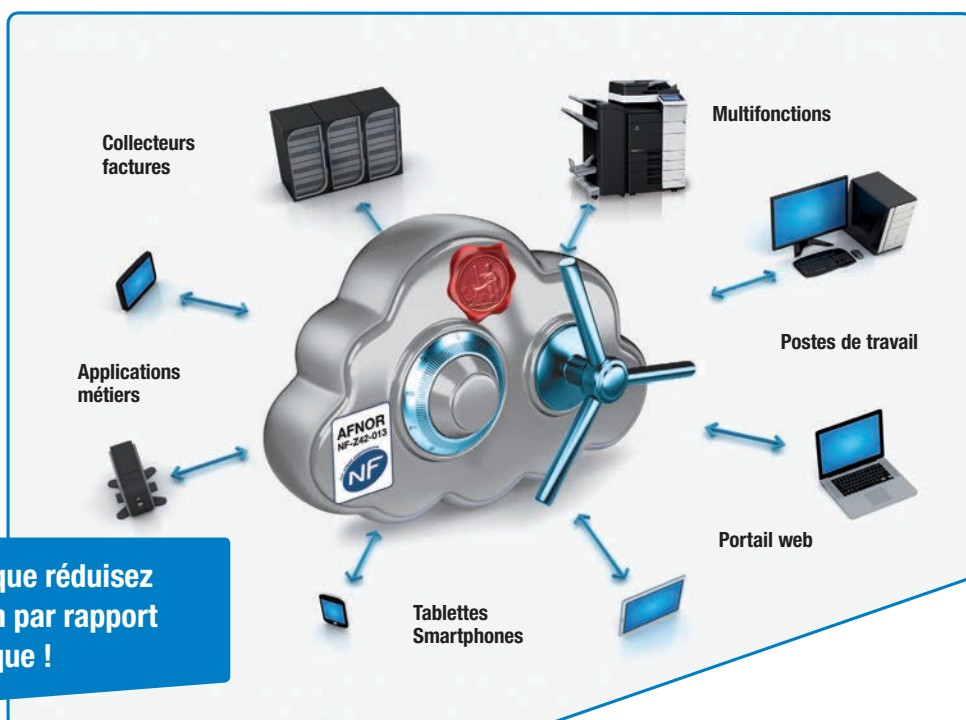 Collecteurs
factures
Multifonctions
Applications
métiers
Postes de travail
AFNOR
NF-Z42-013
NF
Portail web
que réduisez
par rapport
que !
Tablettes
Smartphones